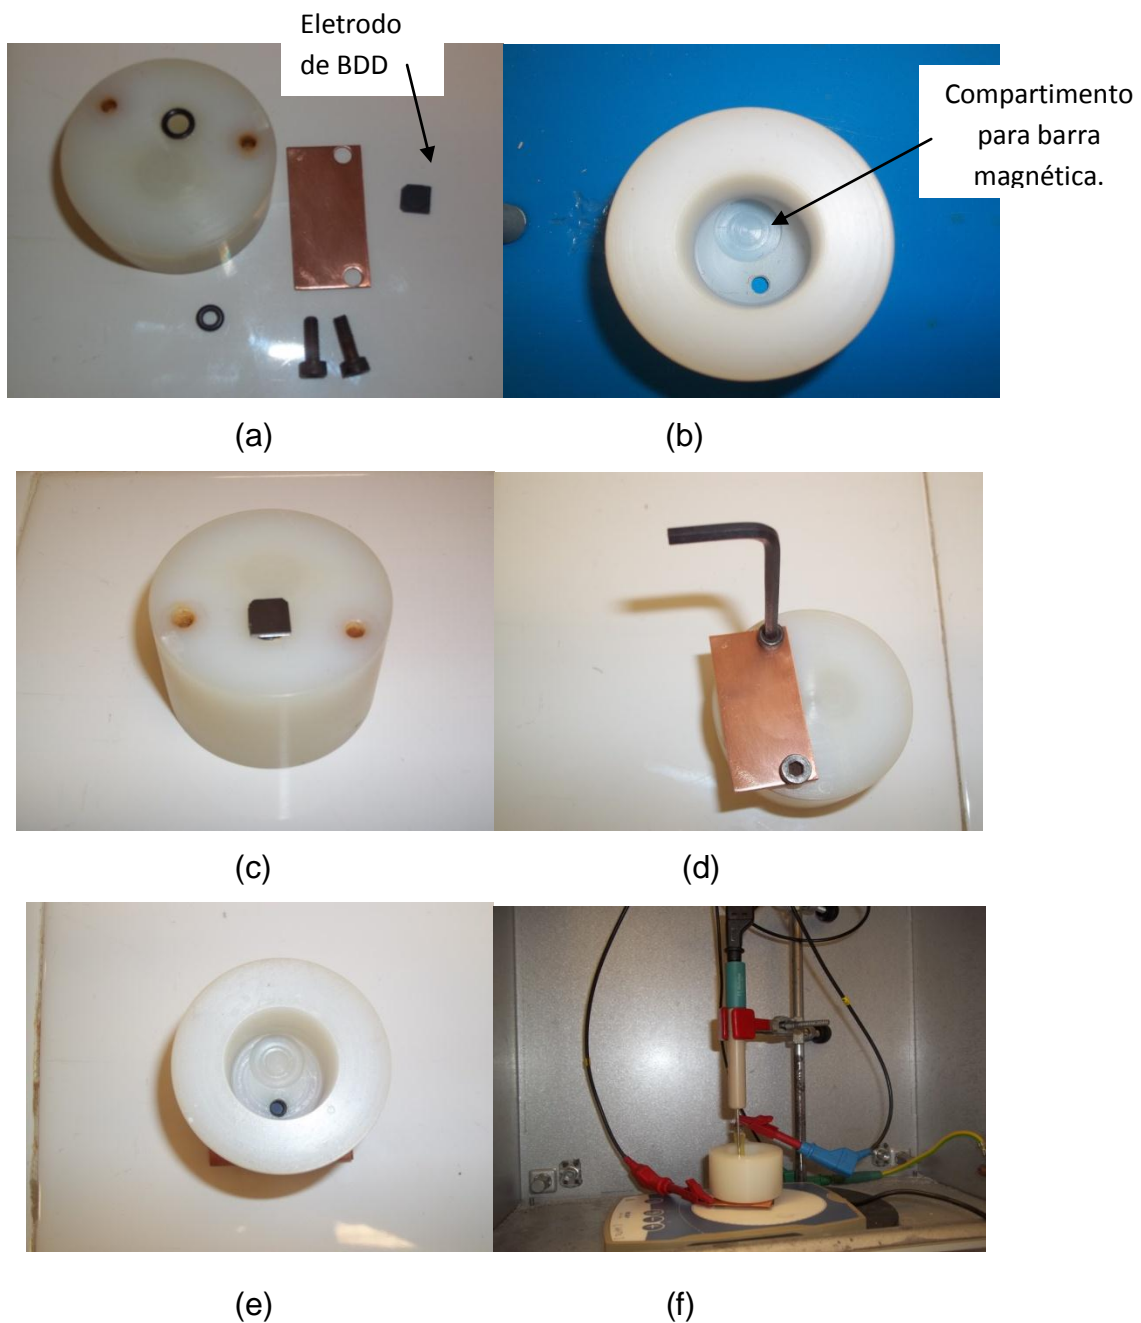 Eletrodo
de BDD
Compartimento
para barra
magnética.
(a)
(b)
(c)
(d)
(e)
(f)